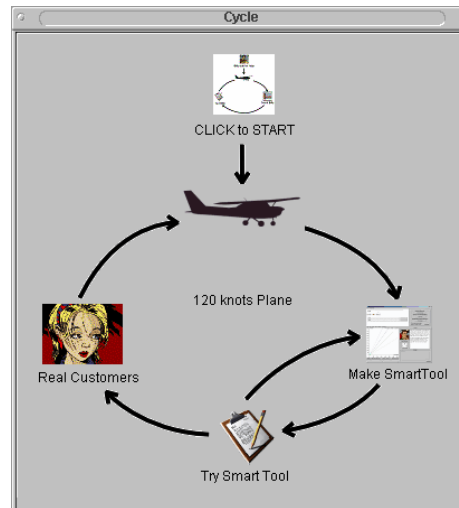 Cycle
CLICK to START
120 knots Plane
Real Customers
Make SmartTool
Try Smart Tool